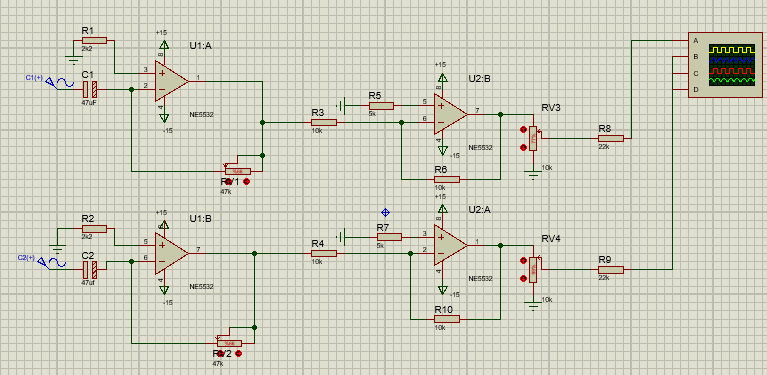 R1
2k2
C1(+)
C1
47uF
+15
U1:A
3
2
8
4
1
+
-15
NE5532
RV1
47k
R3
10k
R5
5k
+15
U2:B
5
6
8
4
7
-15
NE5532
R6
10k
RV3
10k
R8
22k
A
B
C
D
R2
2k2
C2(+)
C2
47uf
+15
U1:B
5
6
8
4
7
-15
NE5532
RV2
47k
R4
10k
R7
5k
+15
U2:A
3
2
8
4
1
-15
NE5532
R10
10k
RV4
10k
R9
22k